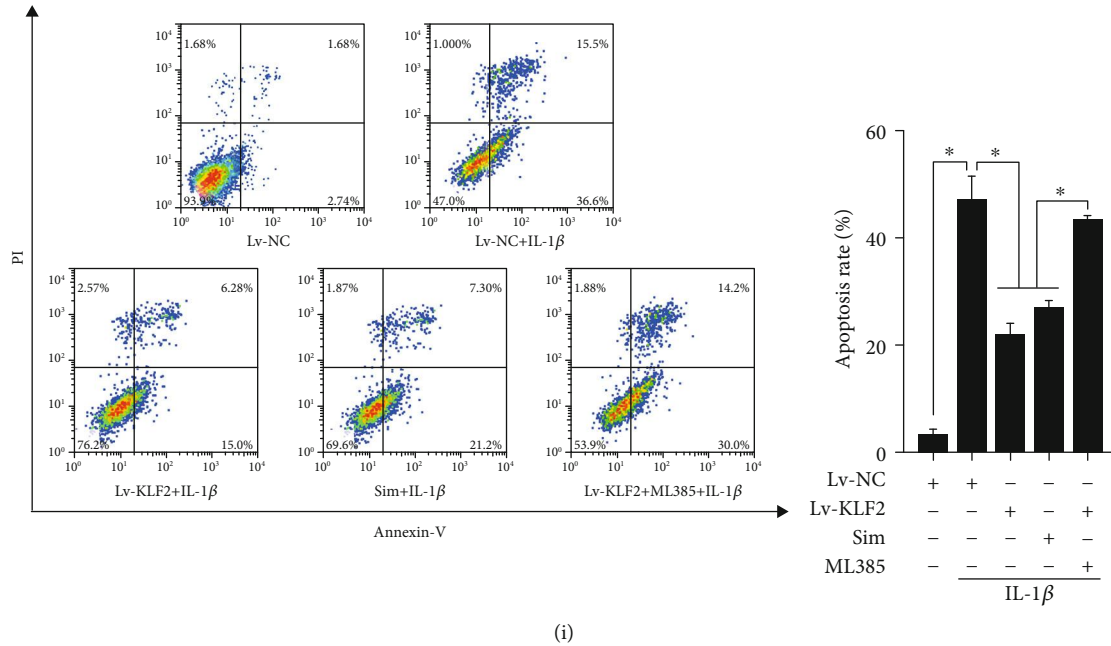 PI
10⁴
10³
10²
10¹
10⁰
1.68%
1.68%
2.74%
10⁰ 10¹ 10² 10³ 10⁴
Lv-NC
10⁴
10³
10²
10¹
10⁰
1.000%
15.5%
47.0%
36.6%
10⁰ 10¹ 10² 10³ 10⁴
Lv-NC+IL-1β
10⁴
10³
10²
10¹
10⁰
2.57%
6.28%
76.2%
15.0%
10⁰ 10¹ 10² 10³ 10⁴
Lv-KLF2+IL-1β
10⁴
10³
10²
10¹
10⁰
1.87%
7.30%
69.6%
21.2%
10⁰ 10¹ 10² 10³ 10⁴
Sim+IL-1β
10⁴
10³
10²
10¹
10⁰
1.88%
14.2%
53.9%
30.0%
10⁰ 10¹ 10² 10³ 10⁴
Lv-KLF2+ML385+IL-1β
Annexin-V
Apoptosis rate (%)
60
40
20
0
* * *
Lv-NC + + − − −
Lv-KLF2 − − + − +
Sim − − − + −
ML385 − − − − +
IL-1β
(i)